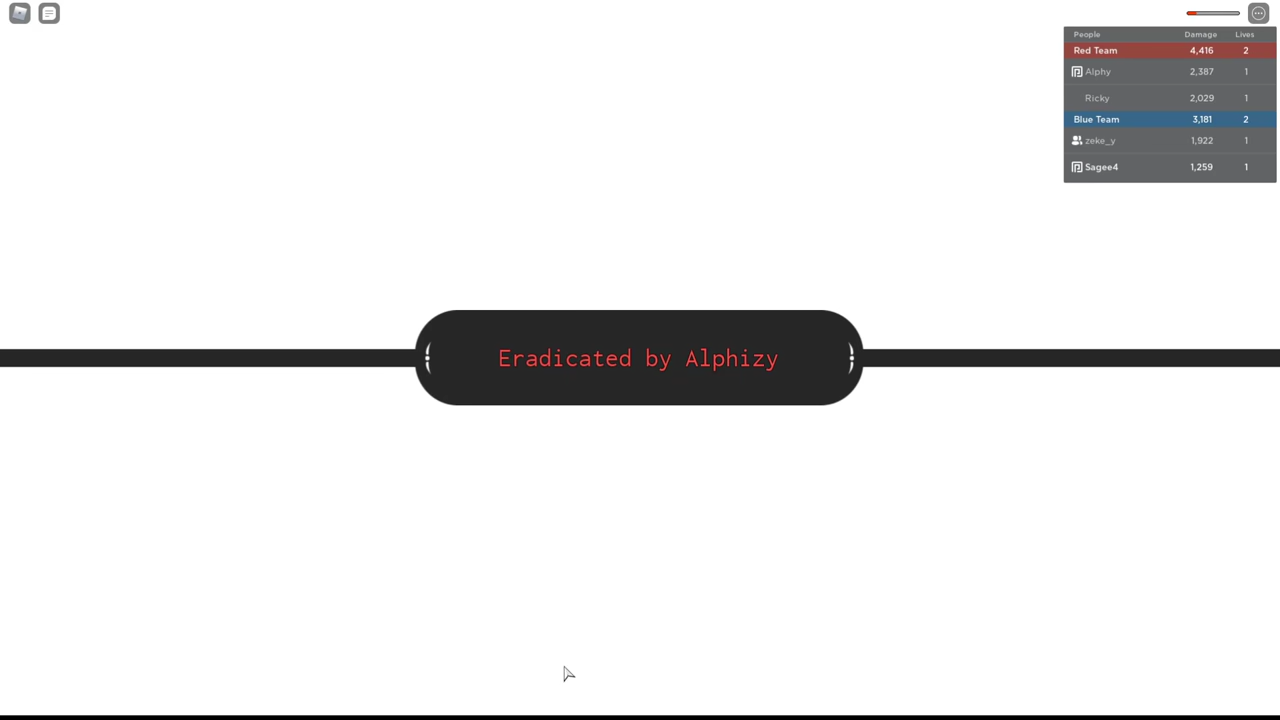 People Damage Lives
Red Team 4,416 2
Alphy 2,387 1
Ricky 2,029 1
Blue Team 3,181 2
zeke_y 1,922 1
Sagee4 1,259 1
Eradicated by Alphizy